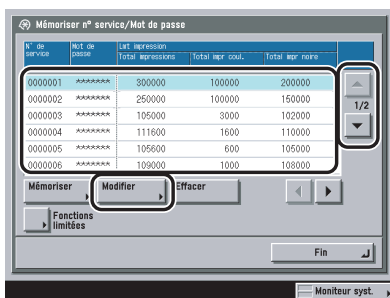 Mémoriser nº service/Mot de passe
N° de service Mot de passe Lmt impression
Total impressions Total impr coul. Total impr noire
0000001 ******* 300000 100000 200000
0000002 ******* 250000 100000 150000
0000003 ******* 105000 3000 102000
0000004 ******* 111600 1600 110000
0000005 ******* 105600 600 105000
0000006 ******* 109000 1000 108000
1/2
Mémoriser Modifier Effacer
Fonctions limitées
Fin
Moniteur syst.